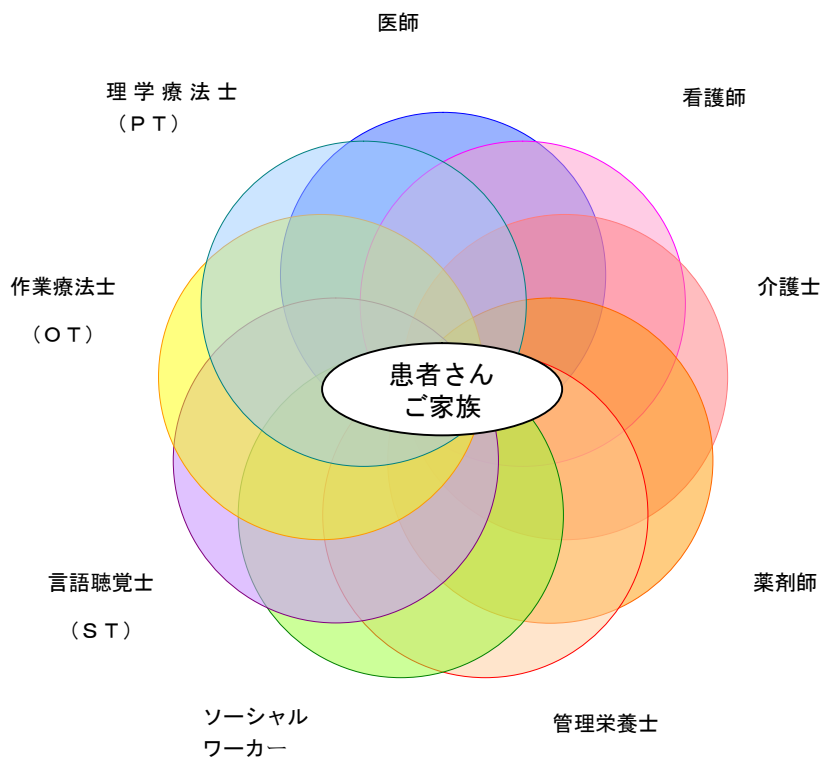 医師
看護師
介護士
薬剤師
管理栄養士
ソーシャル
ワーカー
言語聴覚士
（ＳＴ）
作業療法士
（ＯＴ）
理学療法士
（ＰＴ）
患者さん
ご家族